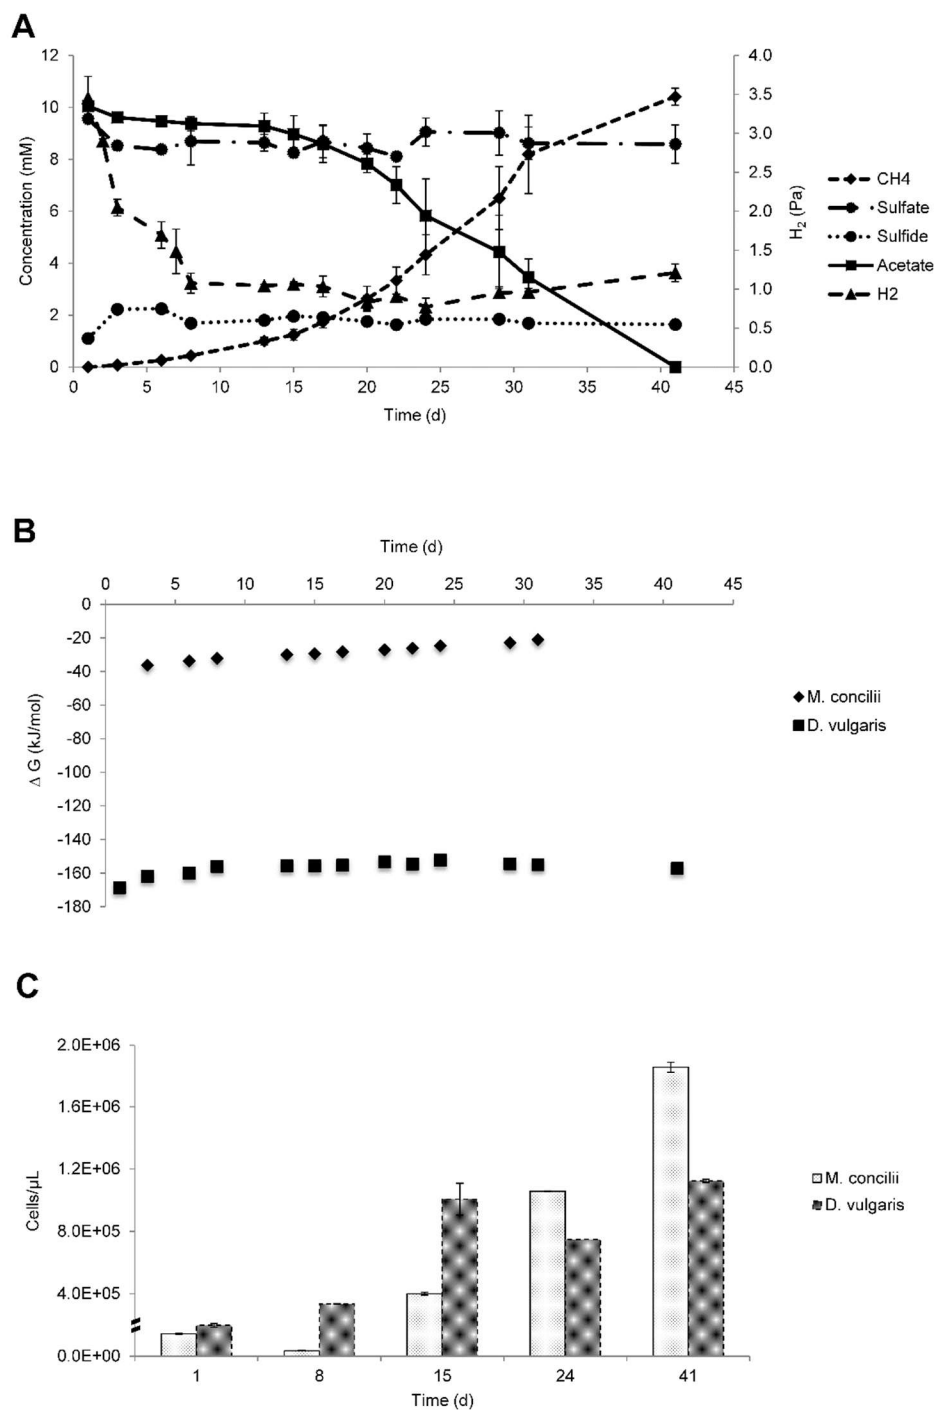 A
12
10
8
6
4
2
0
Concentration (mM)
4.0
3.5
3.0
2.5
2.0
1.5
1.0
0.5
0.0
H2 (Pa)
0 5 10 15 20 25 30 35 40 45
Time (d)
CH4
Sulfate
Sulfide
Acetate
H2
B
Time (d)
0 5 10 15 20 25 30 35 40 45
0
-20
-40
-60
-80
-100
-120
-140
-160
-180
Δ G (kJ/mol)
M. concilii
D. vulgaris
C
2.0E+06
1.6E+06
1.2E+06
8.0E+05
4.0E+05
0.0E+00
Cells/µL
1 8 15 24 41
Time (d)
M. concilii
D. vulgaris